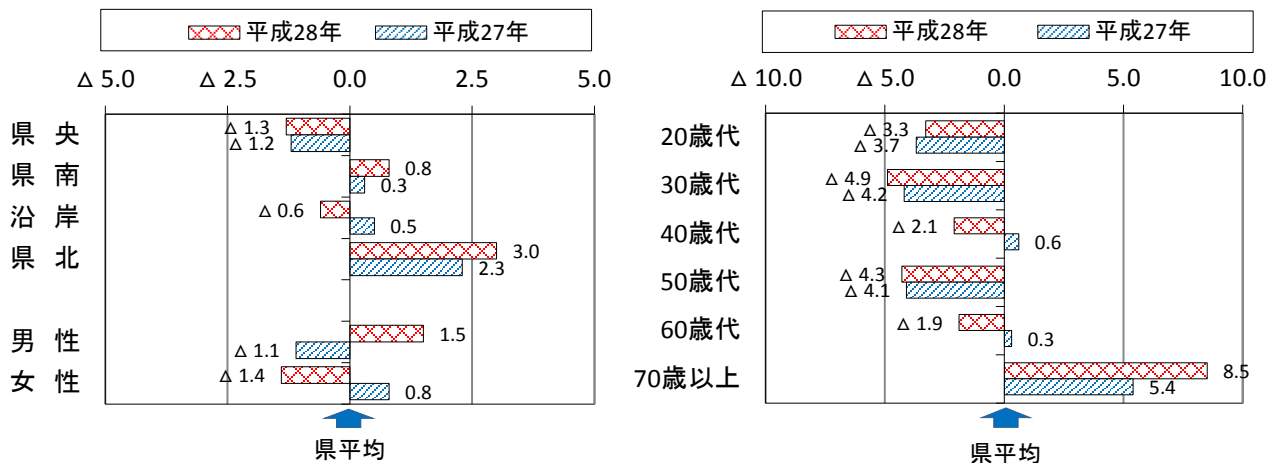 平成28年 平成27年
△ 5.0 △ 2.5 0.0 2.5 5.0
県 央 △ 1.3
△ 1.2
県 南 0.8
0.3
沿 岸 △ 0.6
0.5
県 北 3.0
2.3
男 性 1.5
△ 1.1
女 性 △ 1.4
0.8
県平均
平成28年 平成27年
△ 10.0 △ 5.0 0.0 5.0 10.0
20歳代 △ 3.3
△ 3.7
30歳代 △ 4.9
△ 4.2
40歳代 △ 2.1
0.6
50歳代 △ 4.3
△ 4.1
60歳代 △ 1.9
0.3
70歳以上 8.5
5.4
県平均